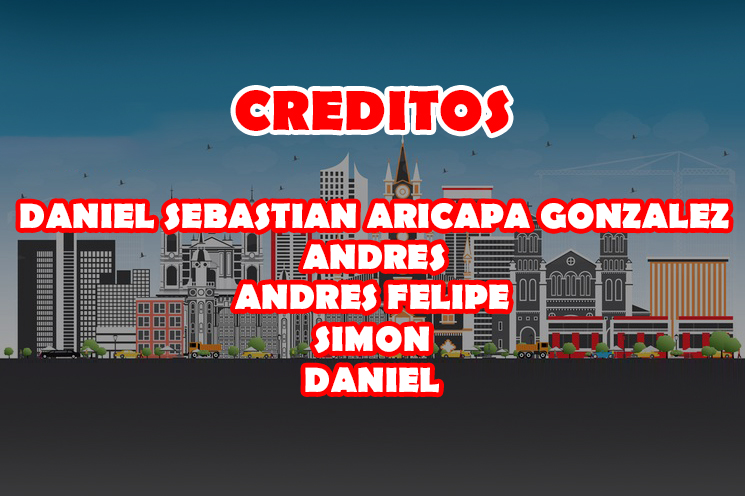 CREDITOS
DANIEL SEBASTIAN ARICAPA GONZALEZ
ANDRES
ANDRES FELIPE
SIMON
DANIEL